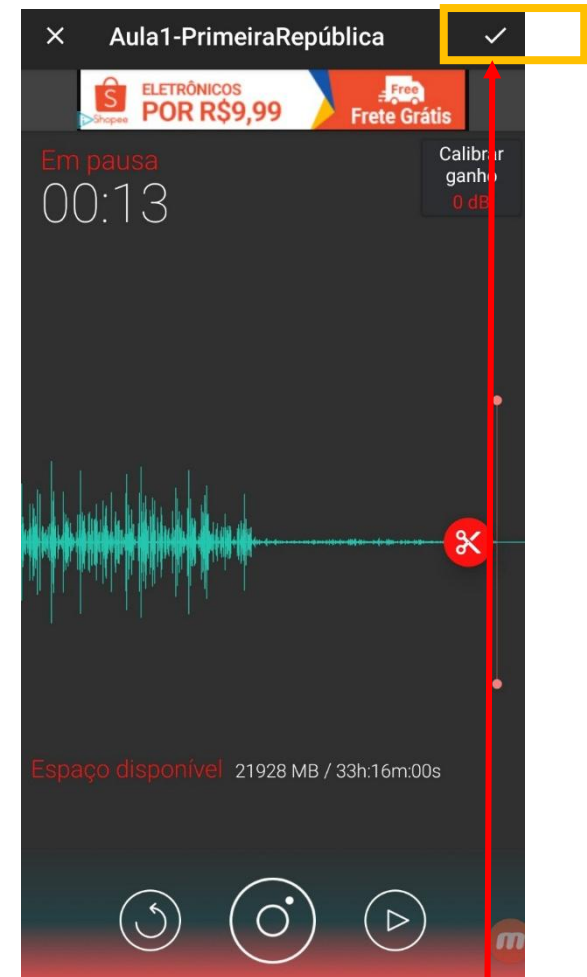 Aula1-PrimeiraRepública
S
Shopee
ELETRÔNICOS
POR R$9,99
Free
Frete Grátis
Em pausa
00:13
Calibrar
ganho
0 dB
Espaço disponível 21928 MB / 33h:16m:00s
m